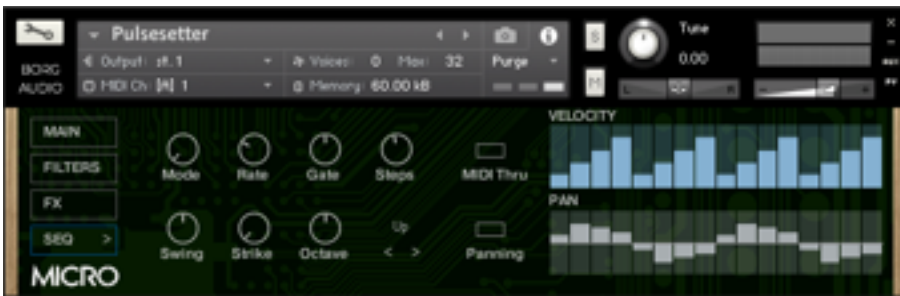 Pulsesetter
S
Tune
Output: st.1
Voices: 0 Max: 32
Purge
0.00
BORG
AUDIO
MIDI Ch: [A] 1
Memory: 60.00 kB
M
L
R
MAIN
VELOCITY
FILTERS
Mode
Rate
Gate
Steps
MIDI Thru
FX
PAN
SEQ >
Up
Swing
Strike
Octave
< >
Panning
MICRO